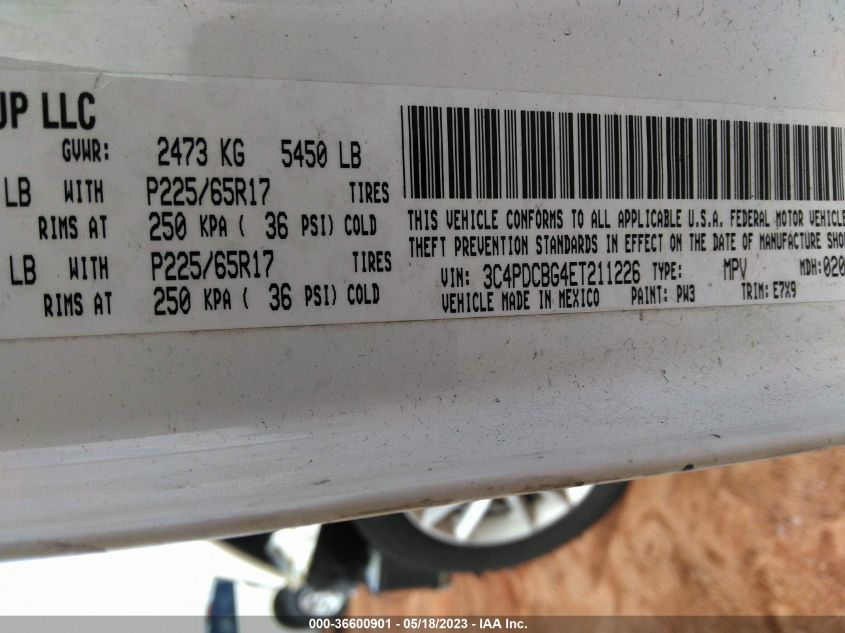 UP LLC
GVWR: 2473 KG 5450 LB
LB WITH P225/65R17 TIRES
RIMS AT 250 KPA ( 36 PSI) COLD
LB WITH P225/65R17 TIRES
RIMS AT 250 KPA ( 36 PSI) COLD
THIS VEHICLE CONFORMS TO ALL APPLICABLE U.S.A. FEDERAL MOTOR VEHICLE
THEFT PREVENTION STANDARDS IN EFFECT ON THE DATE OF MANUFACTURE SHO
VIN: 3C4PDCBG4ET211226 TYPE: MPV MDH:020
VEHICLE MADE IN MEXICO PAINT: PW3 TRIM: E7X9
000-36600901 - 05/18/2023 - IAA Inc.